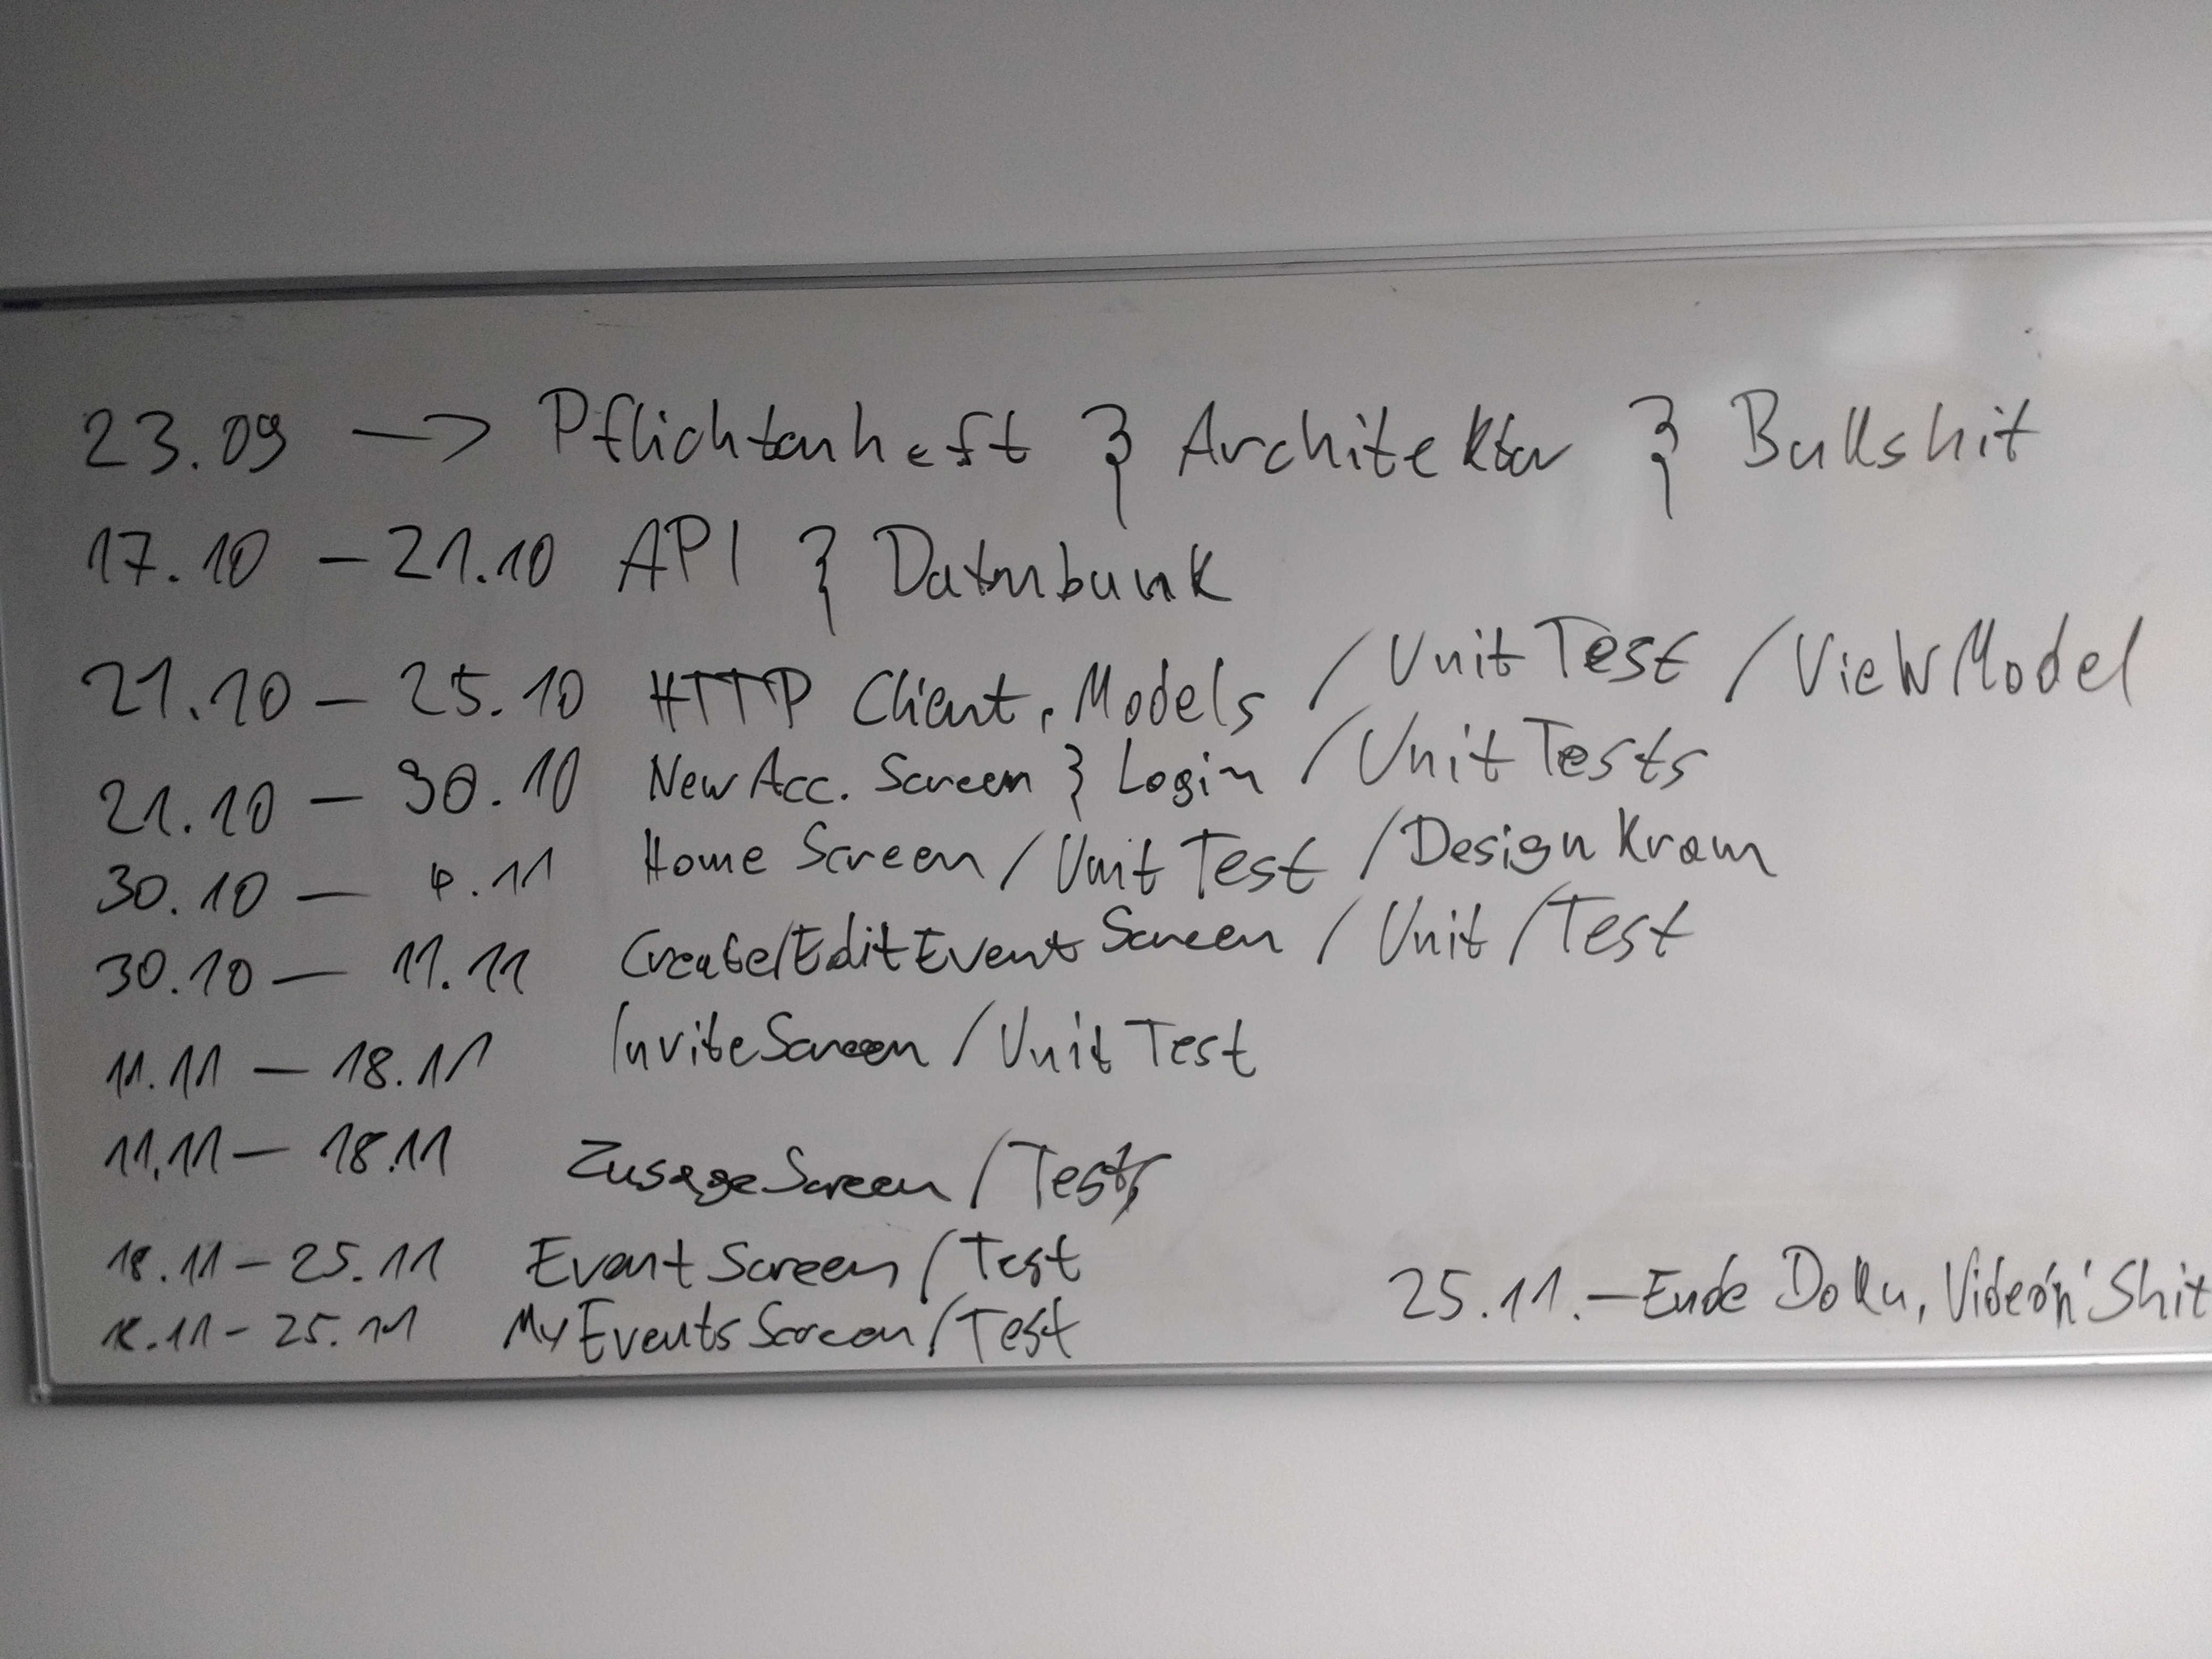 23.09 —> Pflichtenheft & Architektur & Bullshit
17.10 – 21.10 API & Datenbank
21.10 – 25.10 HTTP Client, Models / Unit Test / ViewModel
21.10 – 30.10 New Acc. Screen & Login / Unit Tests
30.10 – 4.11 Home Screen / Unit Test / Design Kram
30.10 – 11.11 Create/Edit Event Screen / Unit / Test
11.11 – 18.11 Invite Screen / Unit Test
11.11 – 18.11 Zusage Screen / Tests
18.11 – 25.11 Event Screen / Test
18.11 – 25.11 My Events Screen / Test
25.11. – Ende Doku, Video'n' Shit